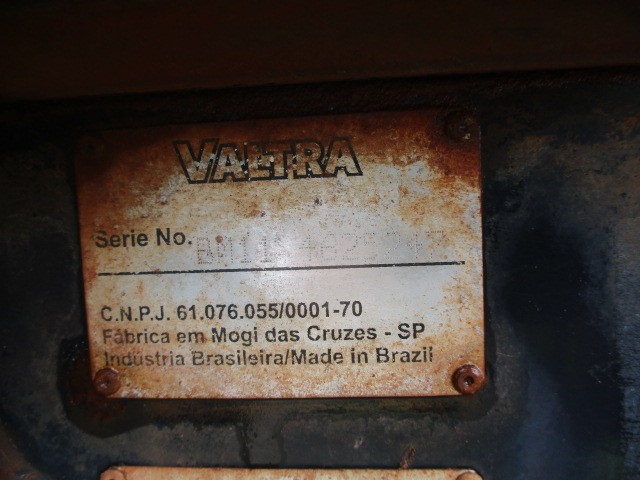 VALTRA
Serie No.
C.N.P.J. 61.076.055/0001-70
Fábrica em Mogi das Cruzes - SP
Indústria Brasileira/Made in Brazil